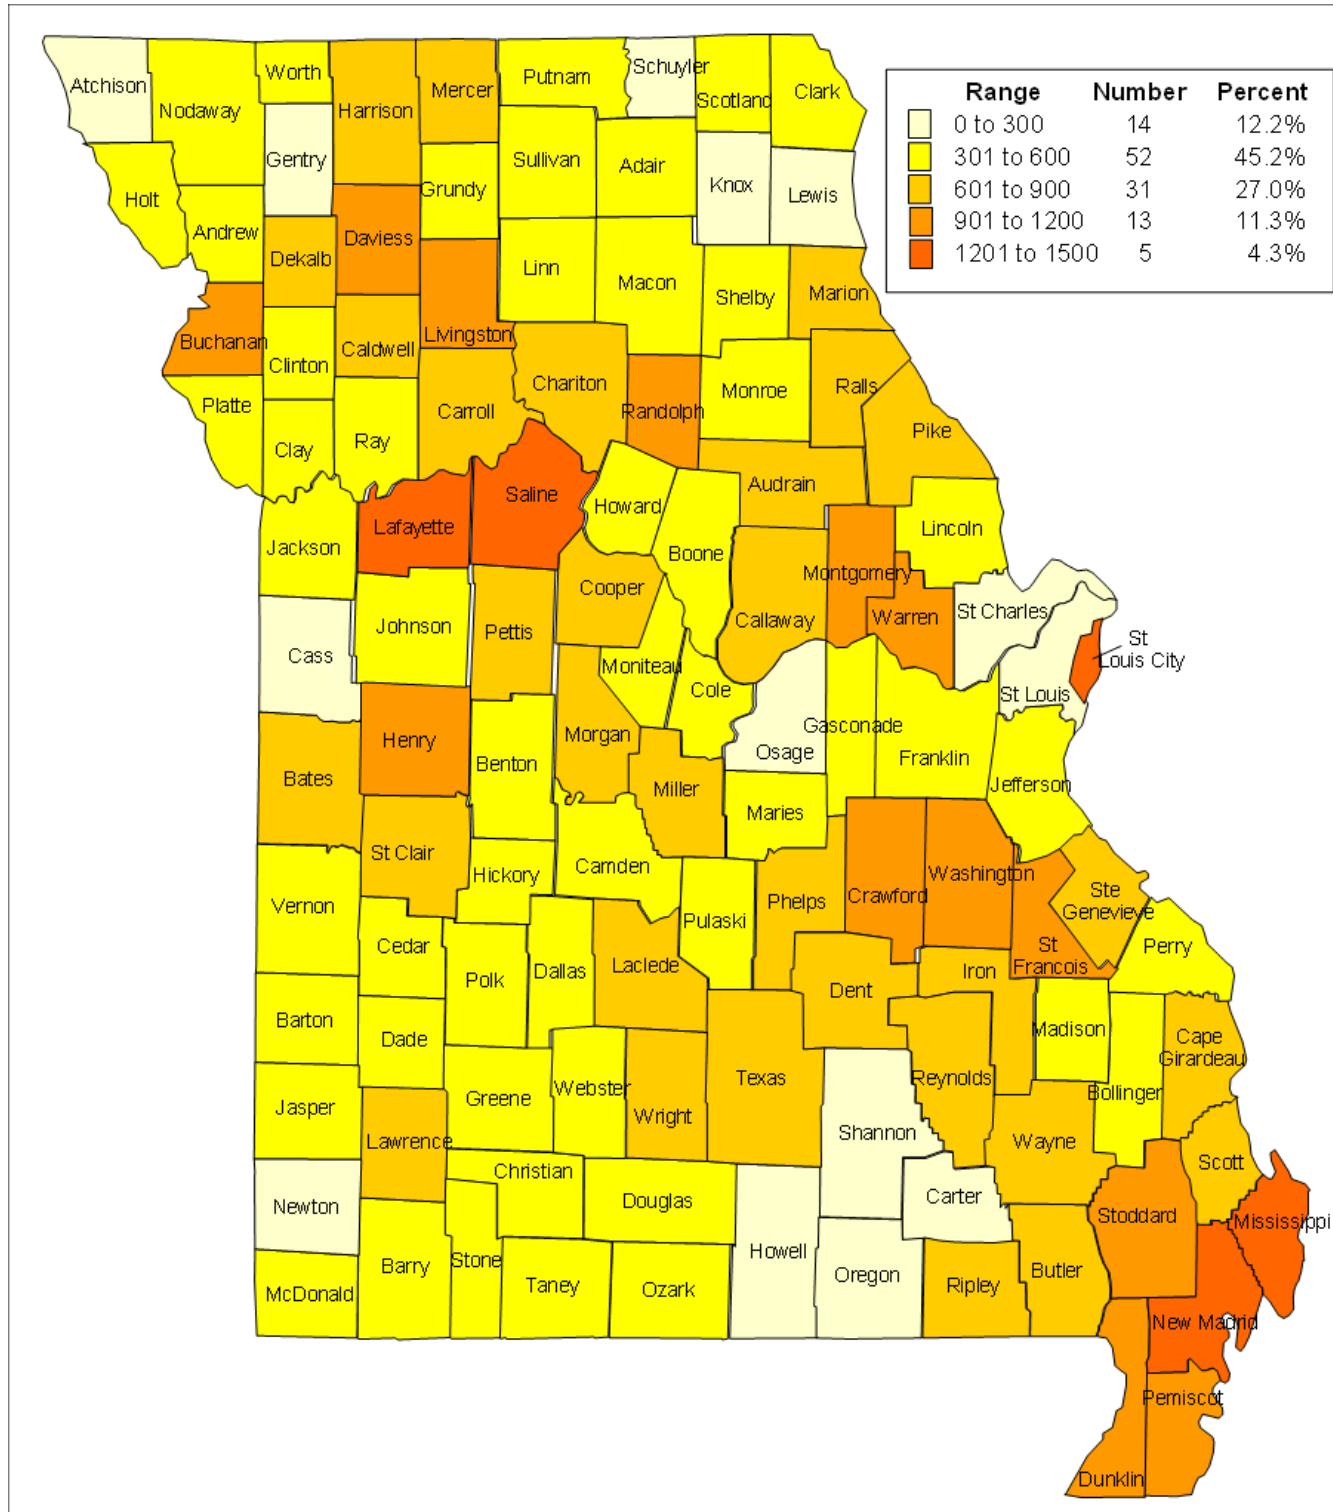 Range Number Percent
0 to 300 14 12.2%
301 to 600 52 45.2%
601 to 900 31 27.0%
901 to 1200 13 11.3%
1201 to 1500 5 4.3%
Atchison
Nodaway
Worth
Harrison
Mercer
Putnam
Schuyler
Scotland
Clark
Gentry
Holt
Andrew
Dekalb
Daviess
Grundy
Sullivan
Adair
Knox
Lewis
Buchanan
Clinton
Caldwell
Livingston
Linn
Macon
Shelby
Marion
Platte
Clay
Ray
Carroll
Chariton
Randolph
Monroe
Ralls
Pike
Audrain
Jackson
Lafayette
Saline
Howard
Boone
Callaway
Montgomery
Lincoln
Warren
St Charles
St
Louis City
St Louis
Cass
Johnson
Pettis
Cooper
Moniteau
Cole
Osage
Gasconade
Franklin
Jefferson
Bates
Henry
Benton
Morgan
Miller
Maries
St Clair
Hickory
Camden
Pulaski
Phelps
Crawford
Washington
Ste
Genevieve
St
Francois
Perry
Vernon
Cedar
Polk
Dallas
Laclede
Dent
Iron
Madison
Cape
Girardeau
Barton
Dade
Greene
Webster
Wright
Texas
Reynolds
Bollinger
Jasper
Lawrence
Christian
Douglas
Shannon
Wayne
Scott
Newton
Carter
Stoddard
Mississippi
McDonald
Barry
Stone
Taney
Ozark
Howell
Oregon
Ripley
Butler
New Madrid
Pemiscot
Dunklin